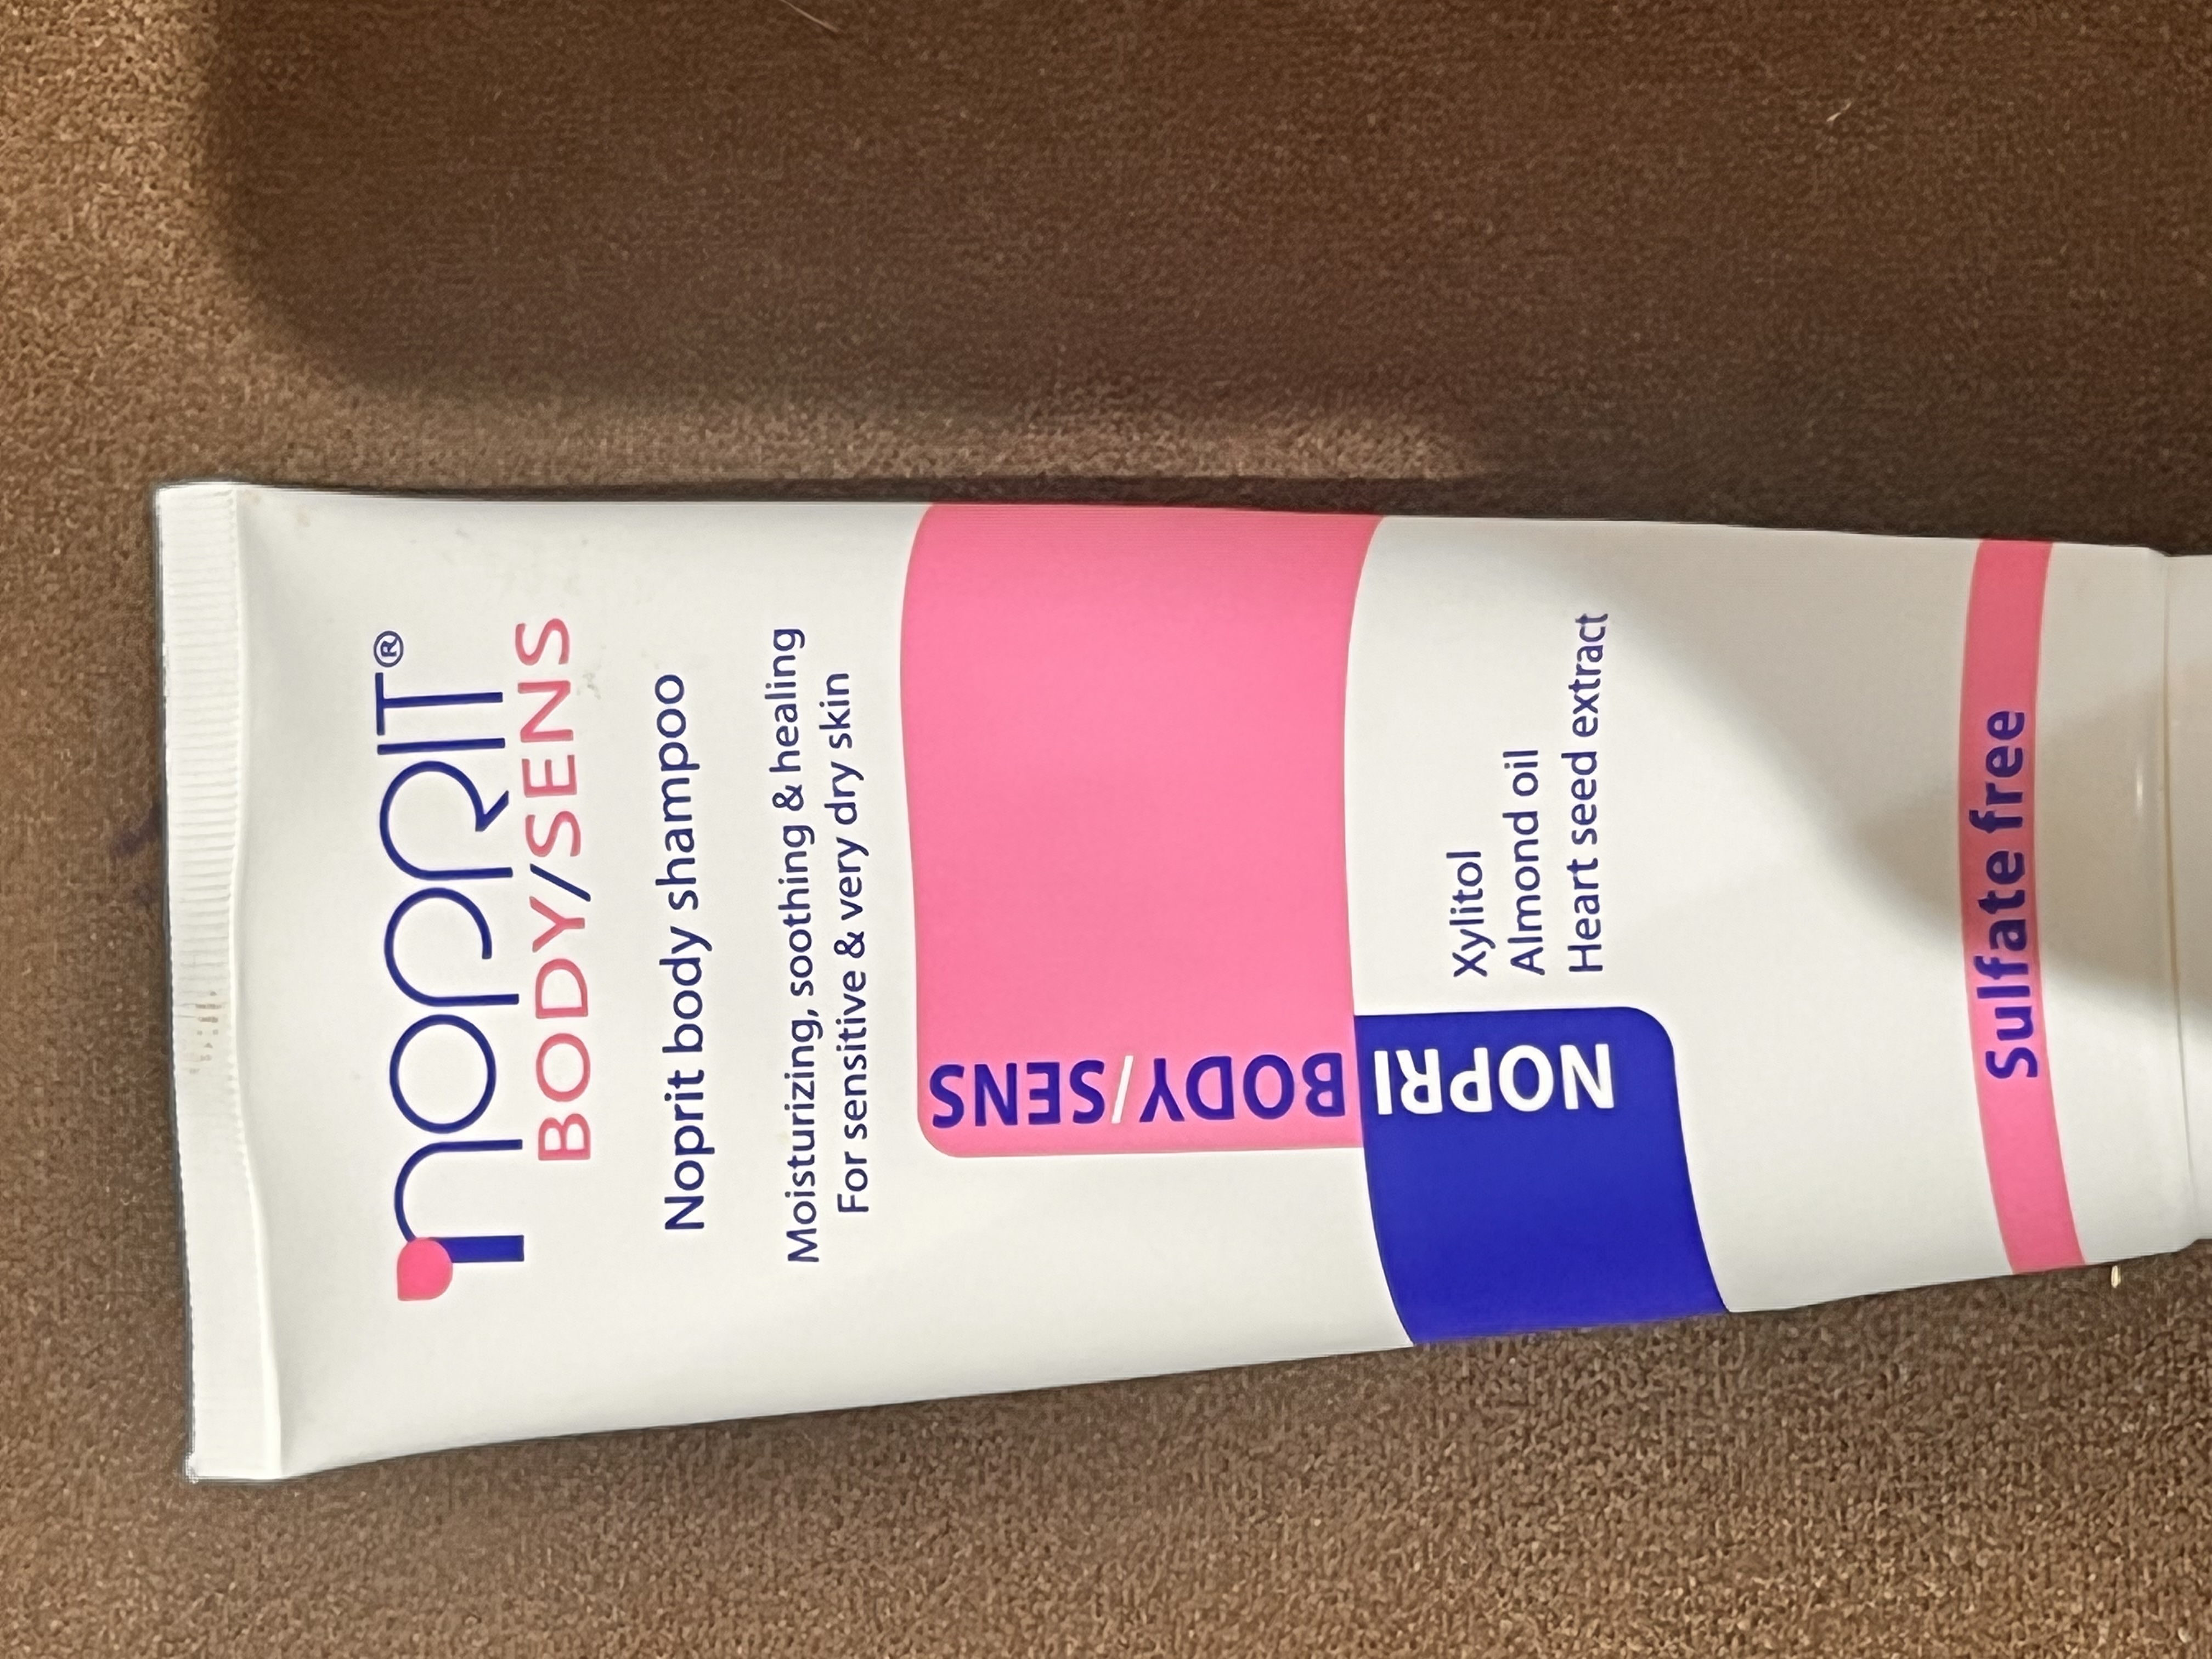 noprit®
BODY/SENS
Noprit body shampoo
Moisturizing, soothing & healing
For sensitive & very dry skin
BODY/SENS
NOPRI
Xylitol
Almond oil
Heart seed extract
Sulfate free